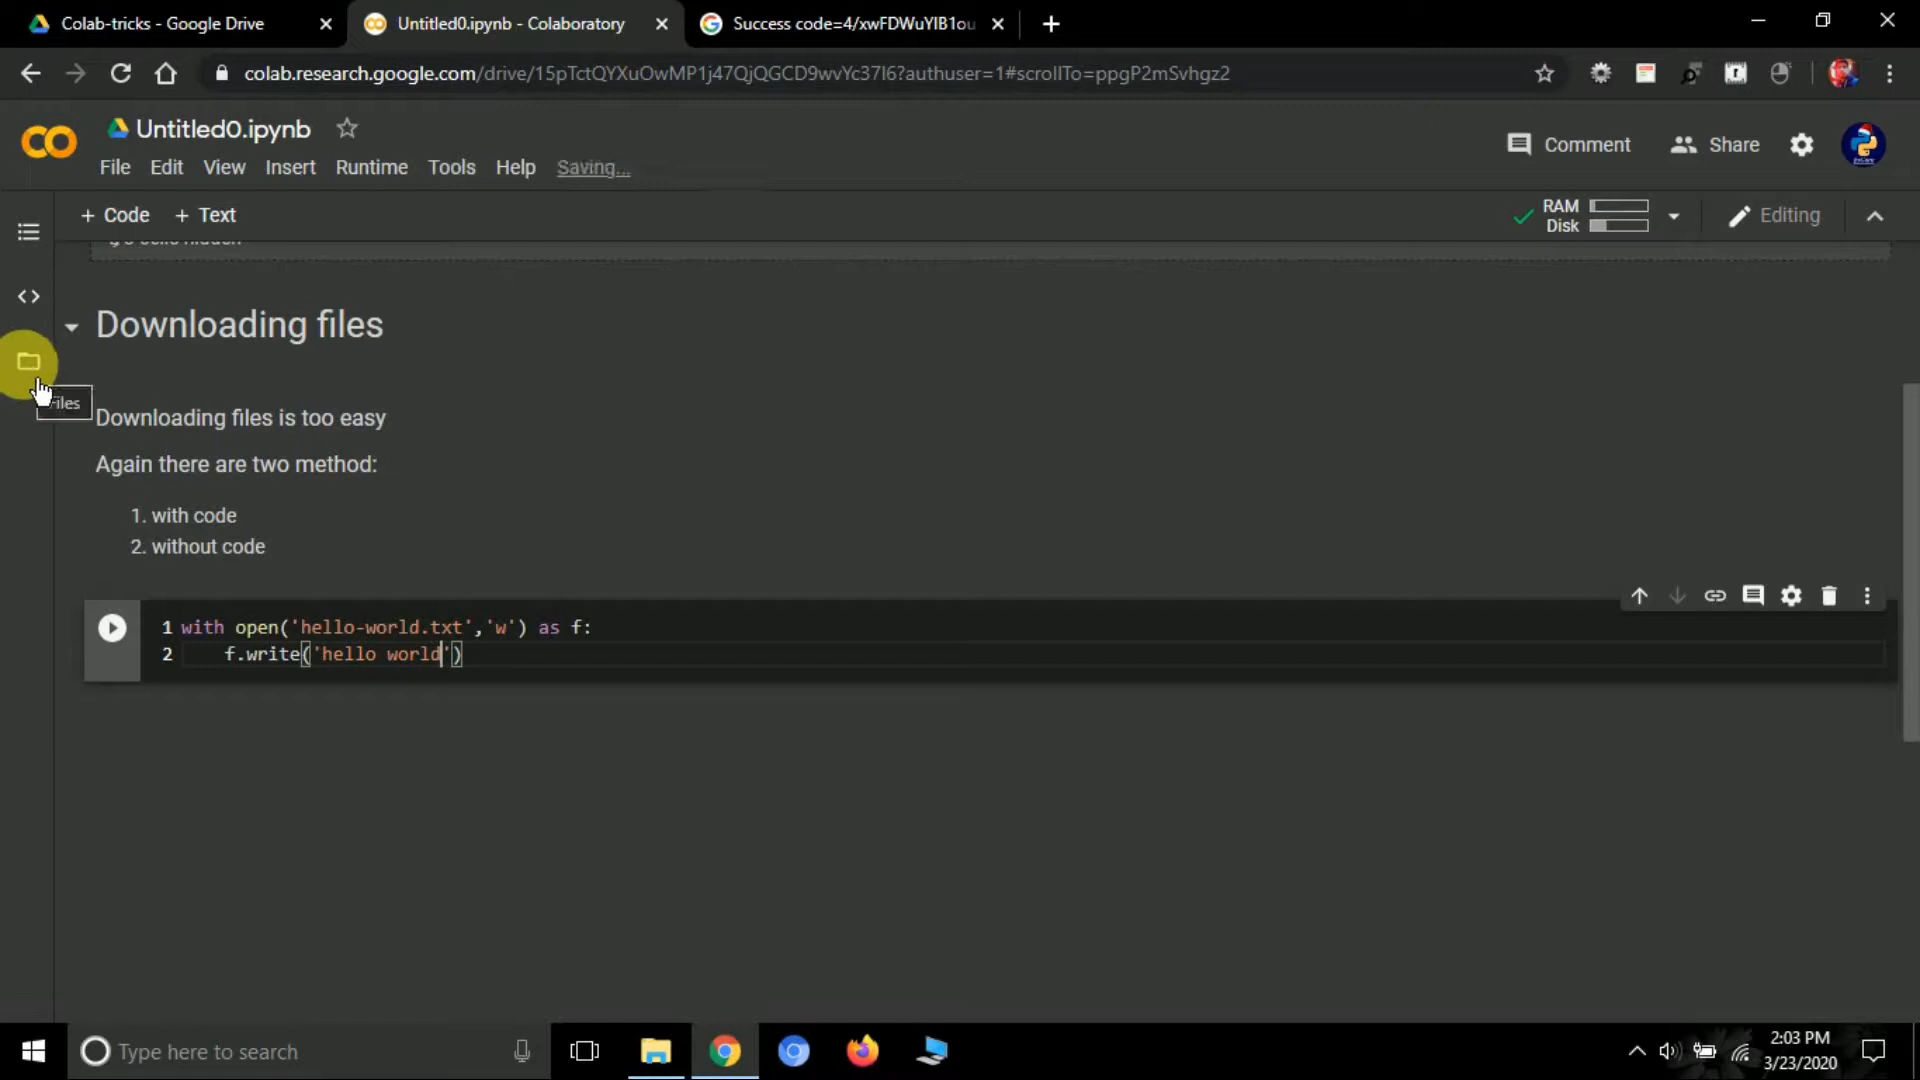 Colab-tricks - Google Drive
Untitled0.ipynb - Colaboratory
Success code=4/xwFDWuYIB1ou
colab.research.google.com/drive/15pTctQYXuOwMP1j47QjQGCD9wvYc37I6?authuser=1#scrollTo=ppgP2mSvhgz2
Untitled0.ipynb
Comment
Share
File Edit View Insert Runtime Tools Help Saving...
+ Code + Text
RAM
Disk
Editing
cells hidden
Downloading files
Files
Downloading files is too easy
Again there are two method:
1. with code
2. without code
1 with open('hello-world.txt','w') as f:
2 f.write('hello world')
Type here to search
2:03 PM
3/23/2020